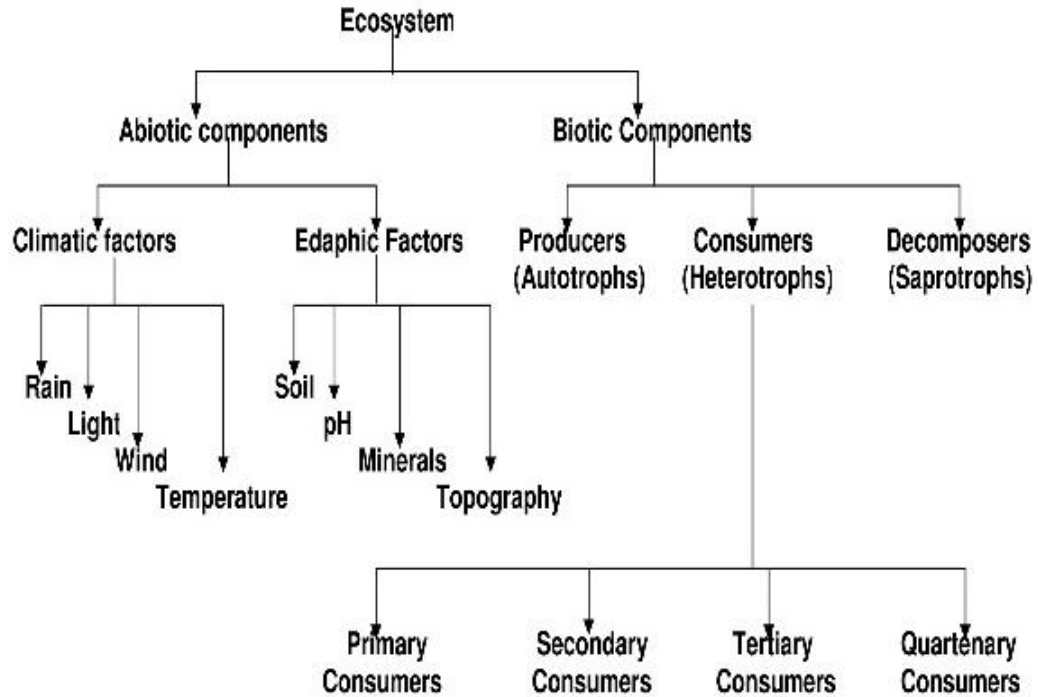 Ecosystem
Abiotic components
Biotic Components
Climatic factors
Edaphic Factors
Producers
(Autotrophs)
Consumers
(Heterotrophs)
Decomposers
(Saprotrophs)
Rain
Light
Wind
Temperature
Soil
pH
Minerals
Topography
Primary
Consumers
Secondary
Consumers
Tertiary
Consumers
Quartenary
Consumers